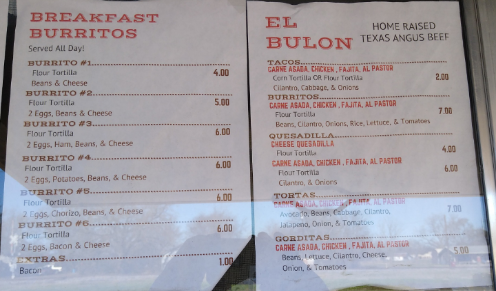 BREAKFAST
BURRITOS
Served All Day!
BURRITO #1
Flour Tortilla 4.00
Beans & Cheese
BURRITO #2
Flour Tortilla 5.00
2 Eggs, Beans & Cheese
BURRITO #3
Flour Tortilla 6.00
2 Eggs, Ham, Beans, & Cheese
BURRITO #4
Flour Tortilla 6.00
2 Eggs, Potatoes, Beans, & Cheese
BURRITO #5
Flour Tortilla 6.00
2 Eggs, Chorizo, Beans, & Cheese
BURRITO #6
Flour Tortilla 6.00
2 Eggs, Bacon & Cheese
EXTRAS 1.00
Bacon
EL
BULON
HOME RAISED
TEXAS ANGUS BEEF
TACOS
CARNE ASADA, CHICKEN, FAJITA, AL PASTOR
Corn Tortilla OR Flour Tortilla 2.00
Cilantro, Cabbage, & Onions
BURRITOS
CARNE ASADA, CHICKEN, FAJITA, AL PASTOR
Flour Tortilla 7.00
Beans, Cilantro, Onions, Rice, Lettuce, & Tomatoes
QUESADILLA
CHEESE QUESADILLA
Flour Tortilla 4.00
CARNE ASADA, CHICKEN, FAJITA, AL PASTOR
Flour Tortilla 6.00
Cilantro, & Onions
TORTAS
CARNE ASADA, CHICKEN, FAJITA, AL PASTOR
Avocado, Beans, Cabbage, Cilantro, 7.00
Jalapono, Onion, & Tomatoes
GORDITAS
CARNE ASADA, CHICKEN, FAJITA, AL PASTOR
Beans, Lettuce, Cilantro, Cheese, 5.00
Onion, & Tomatoes